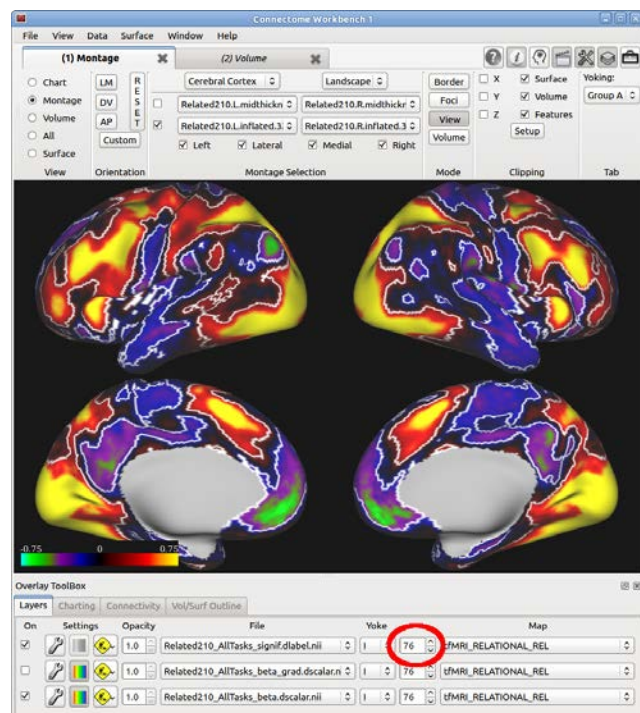 Connectome Workbench 1
File View Data Surface Window Help
(1) Montage (2) Volume
Chart
Montage
Volume
All
Surface
View
LM
DV
AP
RESET
Custom
Orientation
Cerebral Cortex Landscape
Related210.L.midthickn Related210.R.midthickn
Related210.L.inflated.3. Related210.R.inflated.3
Left Lateral Medial Right
Montage Selection
Border
Foci
View
Volume
Mode
X Surface
Y Volume
Z Features
Setup
Clipping
Yoking:
Group A
Tab
-0.75 0 0.75
Overlay ToolBox
Layers Charting Connectivity Vol/Surf Outline
On Settings Opacity File Yoke Map
1.0 Related210_AllTasks_signif.dlabel.nii I 76 tfMRI_RELATIONAL_REL
1.0 Related210_AllTasks_beta_grad.dscalar.n I 76 tfMRI_RELATIONAL_REL
1.0 Related210_AllTasks_beta.dscalar.nii I 76 tfMRI_RELATIONAL_REL